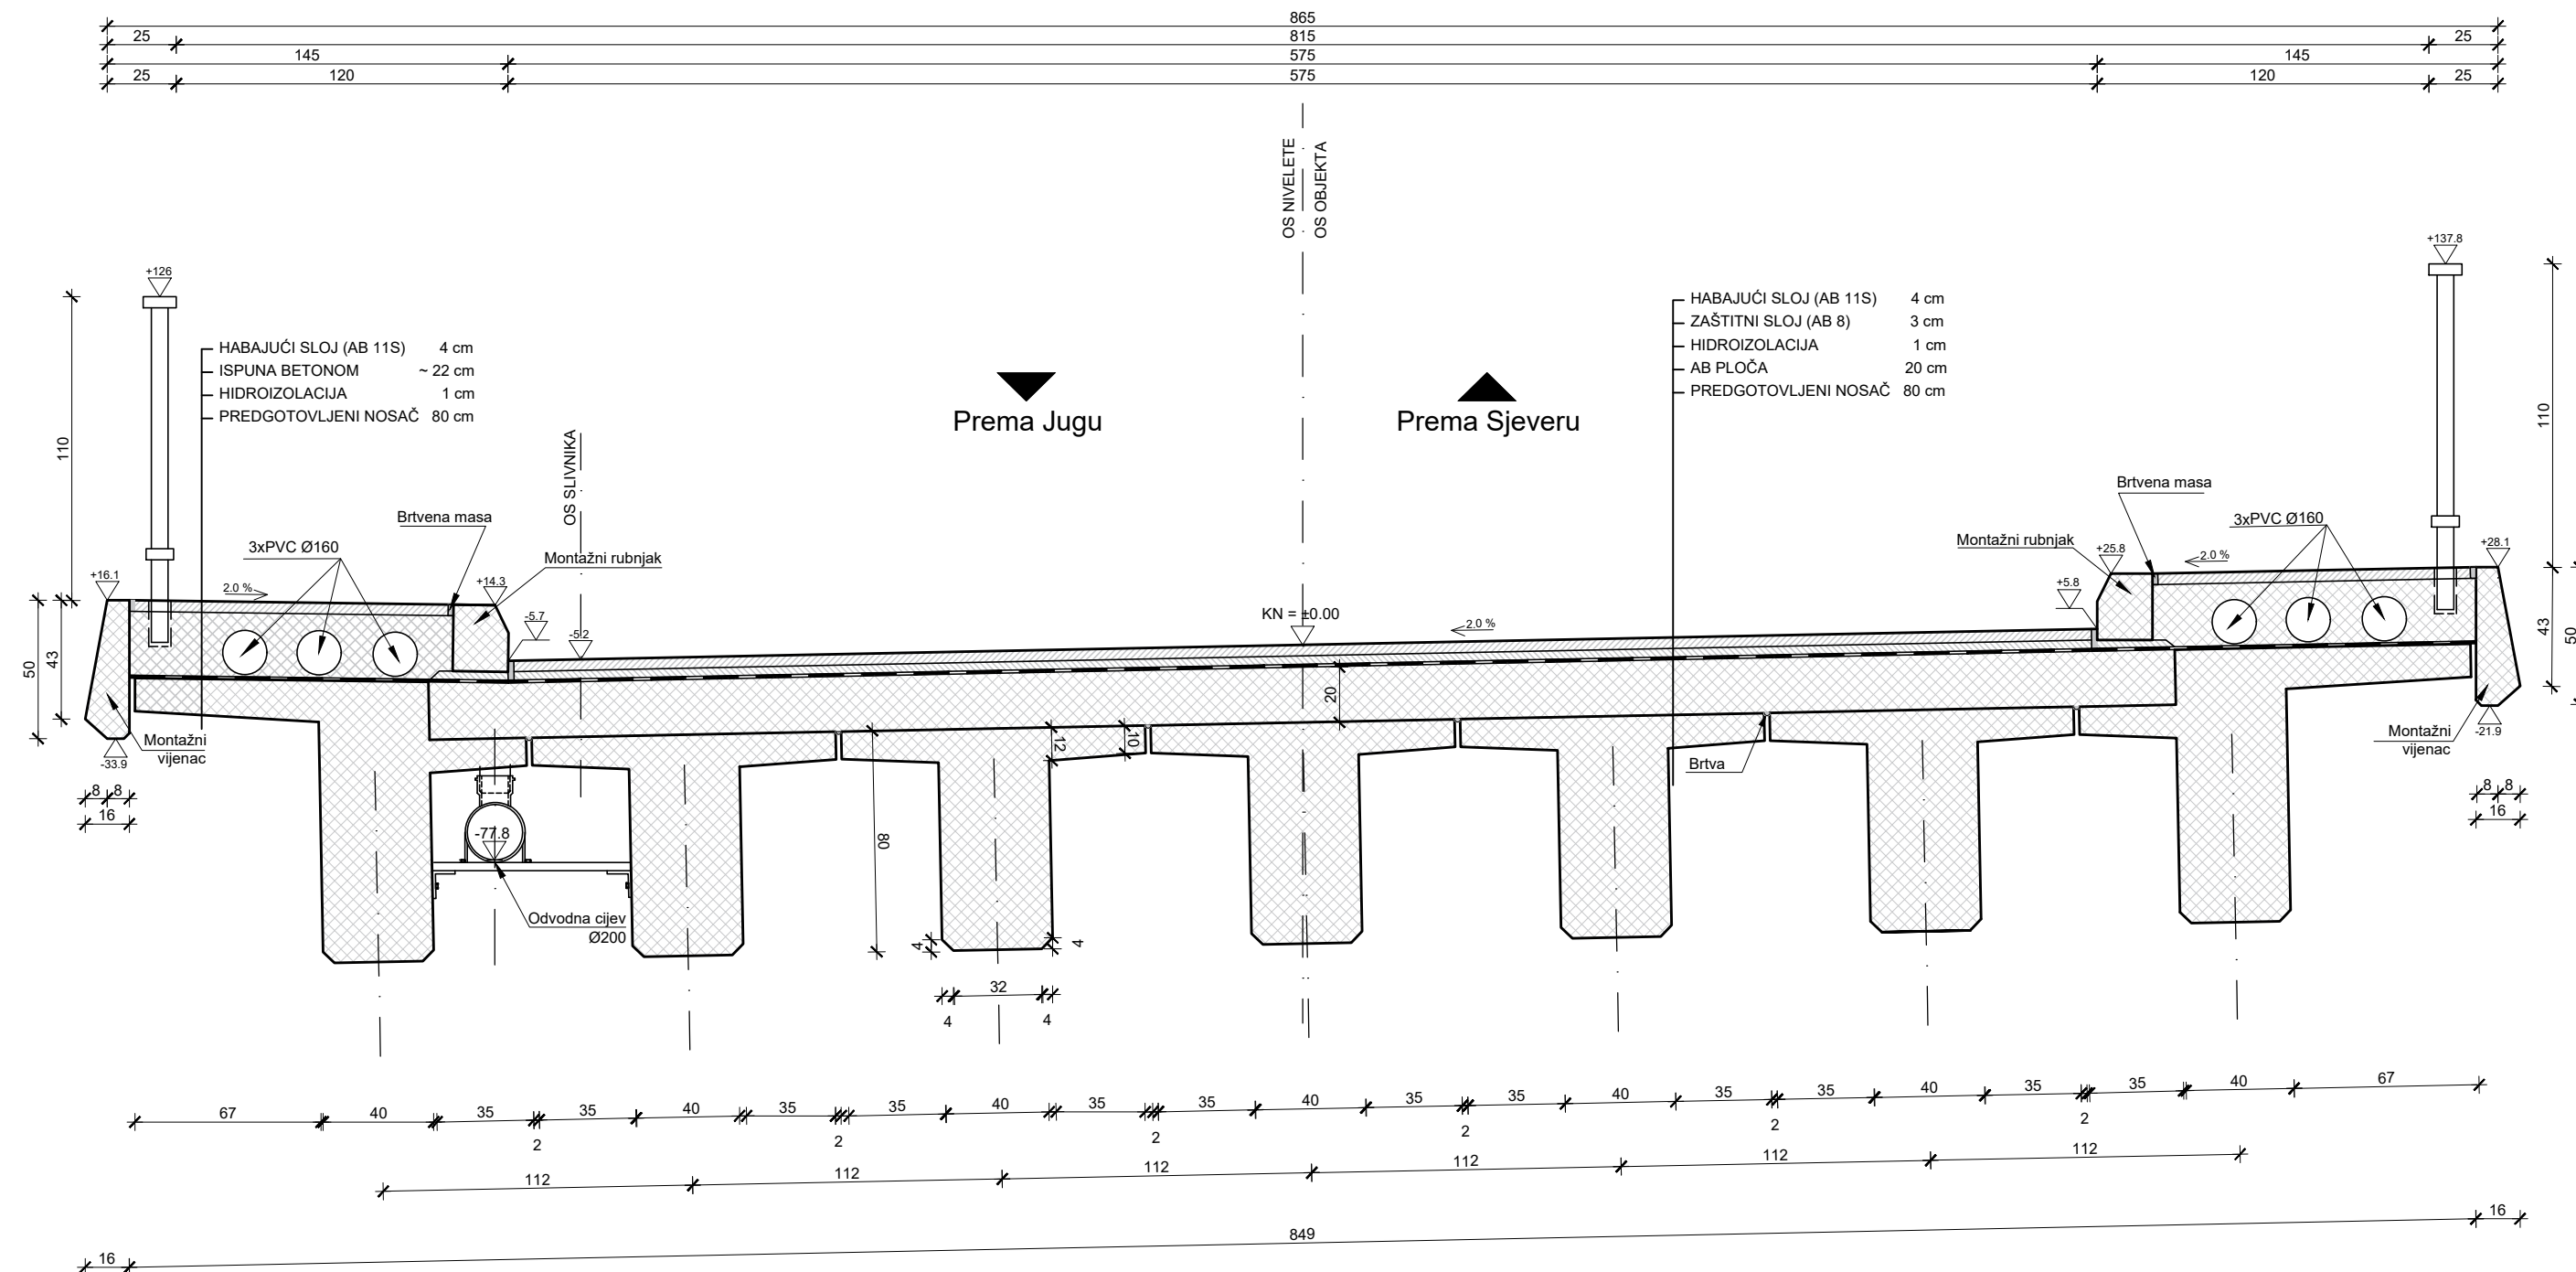 865
25 815 25
145 575 145
25 120 575 120 25
OS NIVELETE
OS OBJEKTA
+126
+137.8
HABAJUĆI SLOJ (AB 11S) 4 cm
ISPUNA BETONOM ~ 22 cm
HIDROIZOLACIJA 1 cm
PREDGOTOVLJENI NOSAČ 80 cm
HABAJUĆI SLOJ (AB 11S) 4 cm
ZAŠTITNI SLOJ (AB 8) 3 cm
HIDROIZOLACIJA 1 cm
AB PLOČA 20 cm
PREDGOTOVLJENI NOSAČ 80 cm
Prema Jugu
Prema Sjeveru
110
110
OS SLIVNIKA
Brtvena masa
3xPVC Ø160
Montažni rubnjak
Brtvena masa
3xPVC Ø160
Montažni rubnjak
+16.1
2.0 %
+14.3
-5.7
-5.2
KN = ±0.00
2.0 %
+5.8
+25.8
2.0 %
+28.1
50
43
43
50
20
12
10
80
Montažni
vijenac
-33.9
Brtva
Montažni
vijenac
-21.9
8 8
16
8 8
16
-77.8
Odvodna cijev
Ø200
4
4
32
4
4
67 40 35 35 40 35 35 40 35 35 40 35 35 40 35 35 40 35 35 40 67
2 2 2 2 2 2
112 112 112 112 112 112
16 849 16